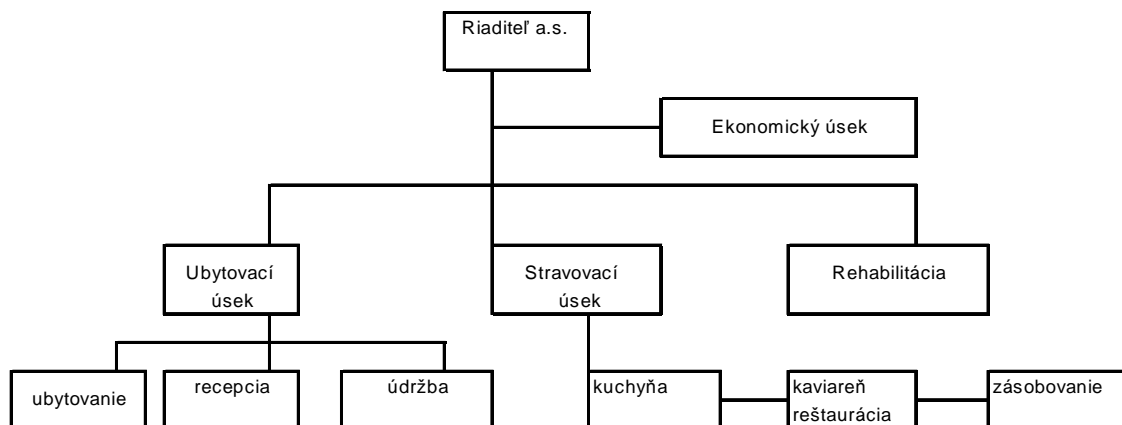 Riaditeľ a.s.
Ekonomický úsek
Ubytovací
úsek
Stravovací
úsek
Rehabilitácia
ubytovanie
recepcia
údržba
kuchyňa
kaviareň
reštaurácia
zásobovanie